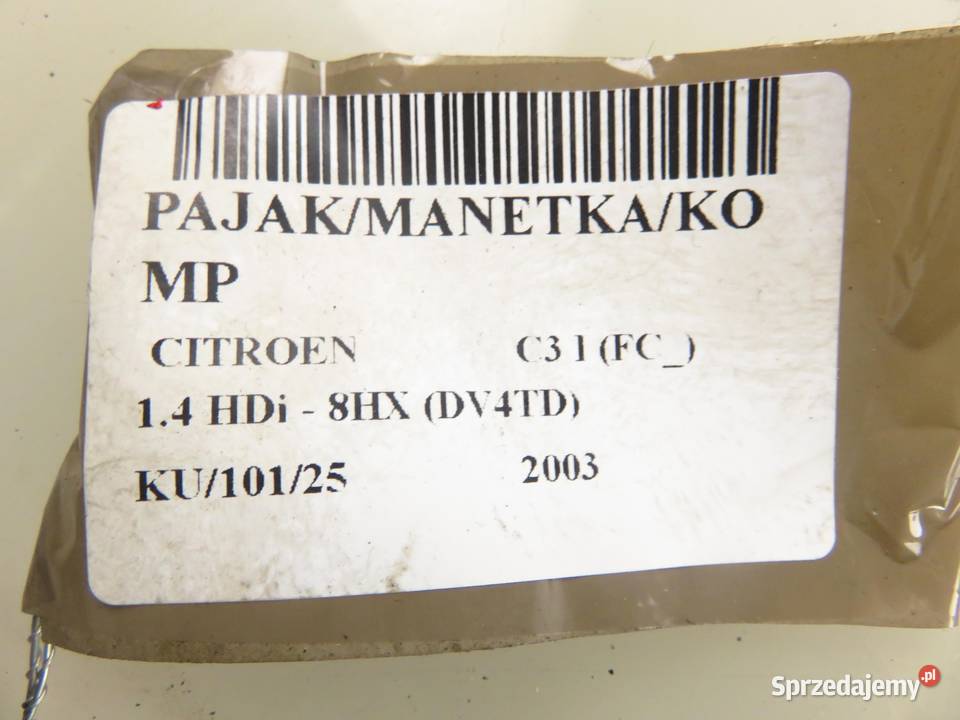 PAJAK/MANETKA/KO
MP
CITROEN C3 I (FC_)
1.4 HDi - 8HX (DV4TD)
KU/101/25 2003
Sprzedajemy.pl